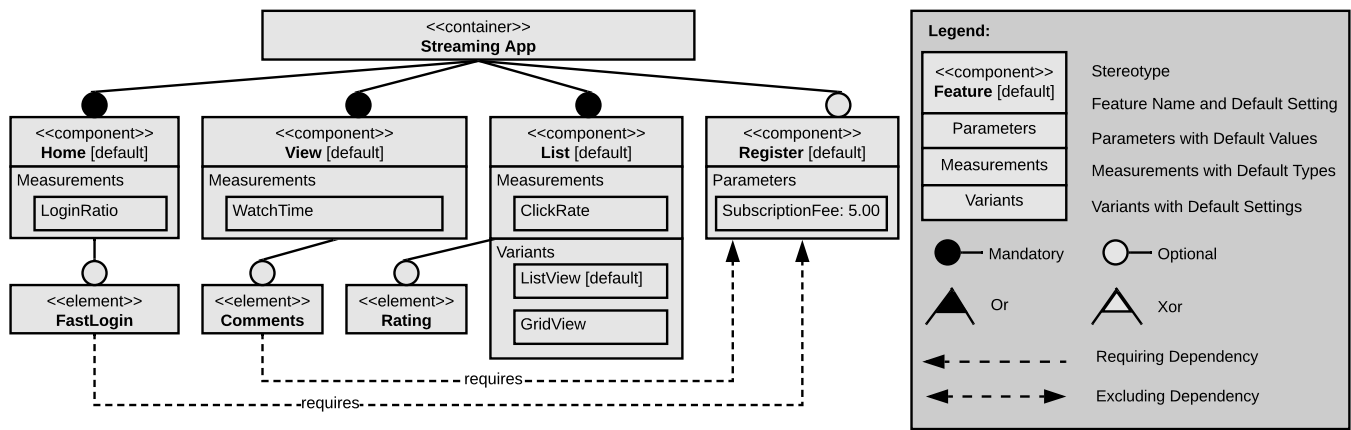 <<container>>
Streaming App
<<component>>
Home [default]
Measurements
LoginRatio
<<component>>
View [default]
Measurements
WatchTime
<<component>>
List [default]
Measurements
ClickRate
Variants
ListView [default]
GridView
<<component>>
Register [default]
Parameters
SubscriptionFee: 5.00
<<element>>
FastLogin
<<element>>
Comments
<<element>>
Rating
requires
requires
Legend:
<<component>>
Feature [default]
Parameters
Measurements
Variants
Stereotype
Feature Name and Default Setting
Parameters with Default Values
Measurements with Default Types
Variants with Default Settings
Mandatory
Optional
Or
Xor
Requiring Dependency
Excluding Dependency